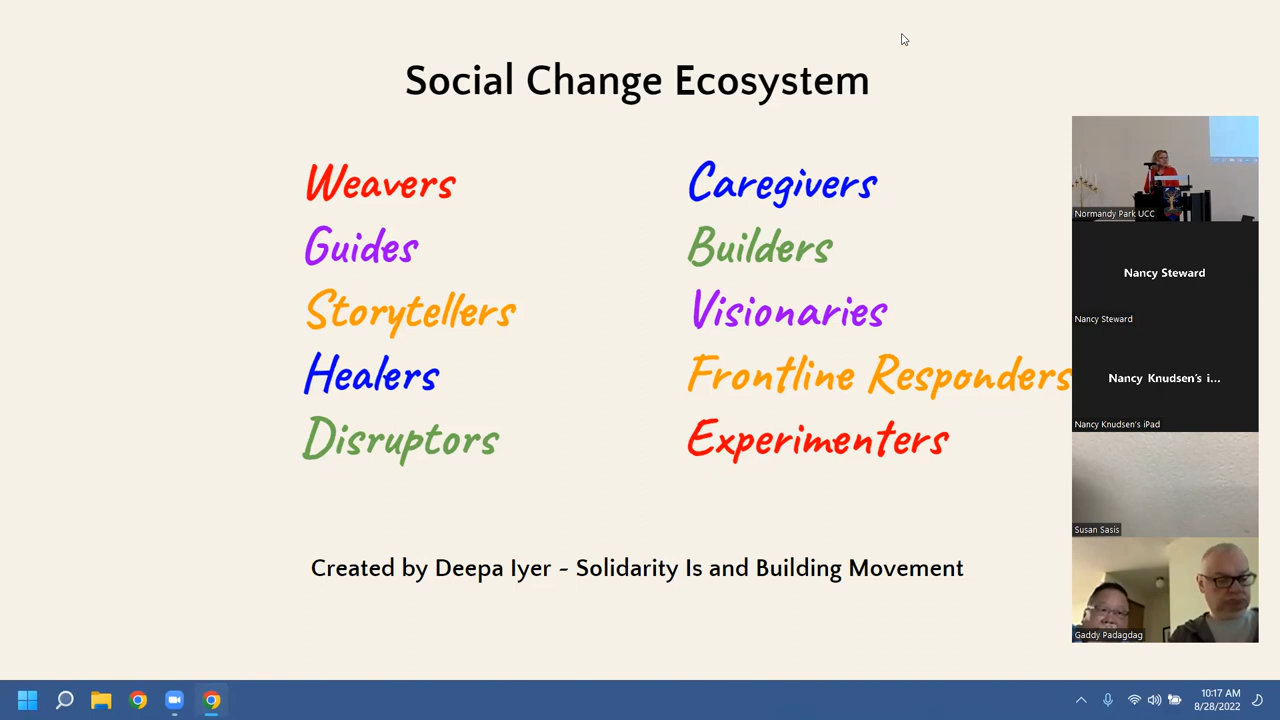 Social Change Ecosystem
Weavers
Guides
Storytellers
Healers
Disruptors
Caregivers
Builders
Visionaries
Frontline Responders
Experimenters
Created by Deepa Iyer - Solidarity Is and Building Movement
Normandy Park UCC
Nancy Steward
Nancy Steward
Nancy Knudsen's i...
Nancy Knudsen's iPad
Susan Sasis
Gaddy Padagdag
10:17 AM
8/28/2022